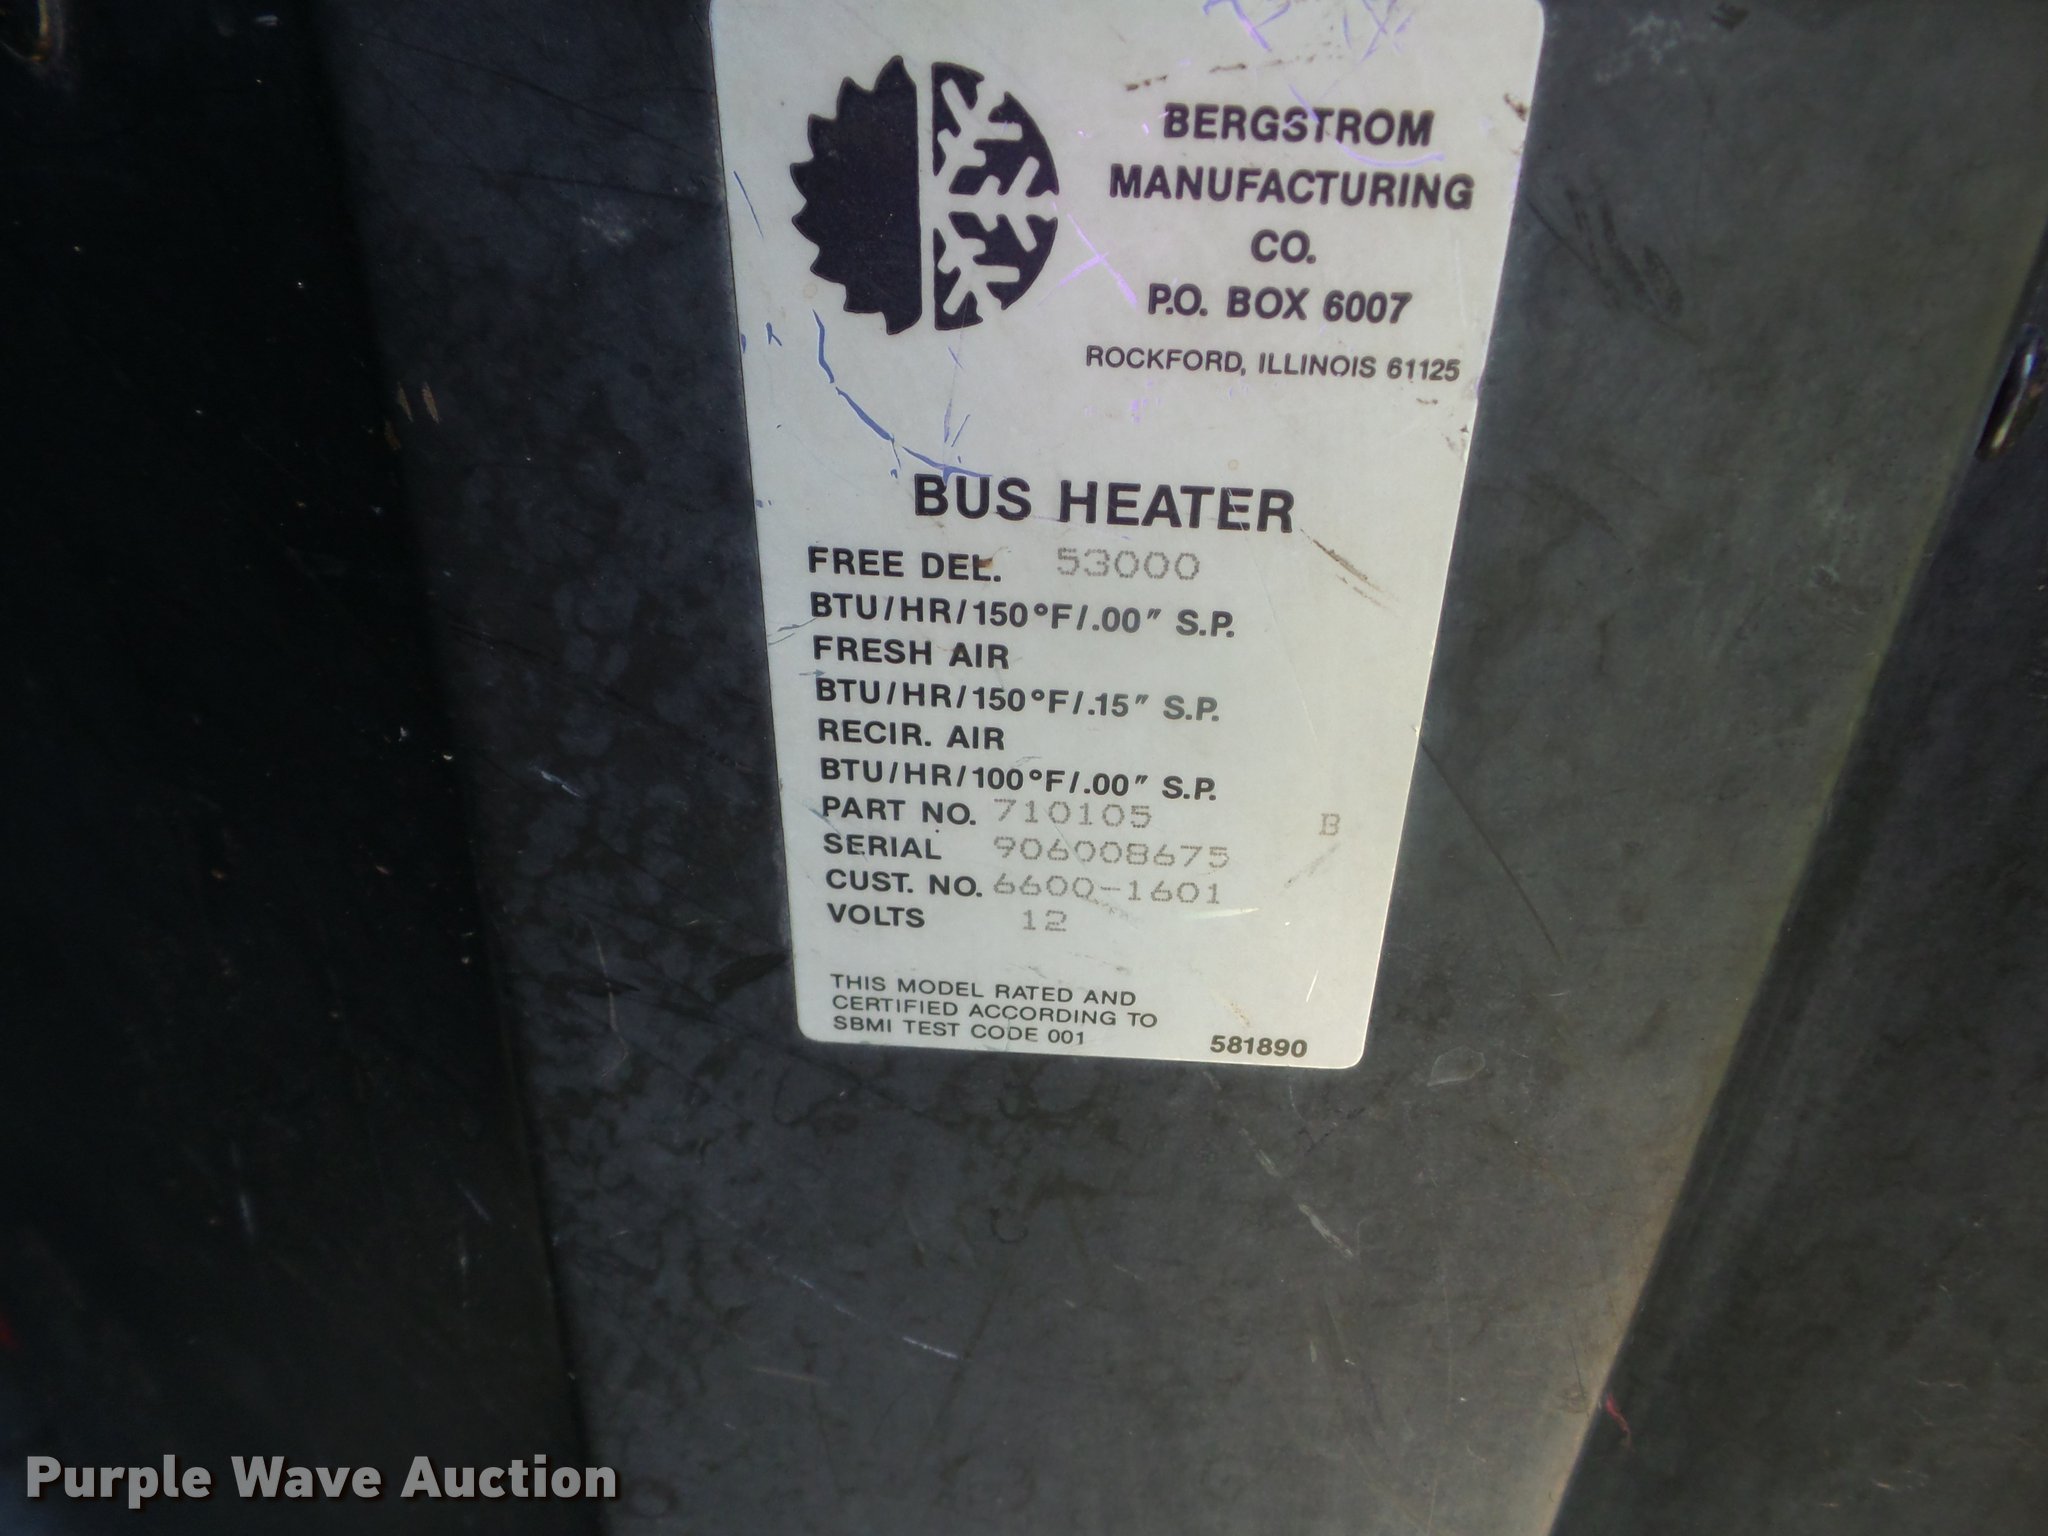 BERGSTROM
MANUFACTURING
CO.
P.O. BOX 6007
ROCKFORD, ILLINOIS 61125
BUS HEATER
FREE DEL. 53000
BTU/HR/150°F/.00" S.P.
FRESH AIR
BTU/HR/150°F/.15" S.P.
RECIR. AIR
BTU/HR/100°F/.00" S.P.
PART NO. 710105 B
SERIAL 906008675
CUST. NO. 6600-1601
VOLTS 12
THIS MODEL RATED AND
CERTIFIED ACCORDING TO
SBMI TEST CODE 001
581890
Purple Wave Auction